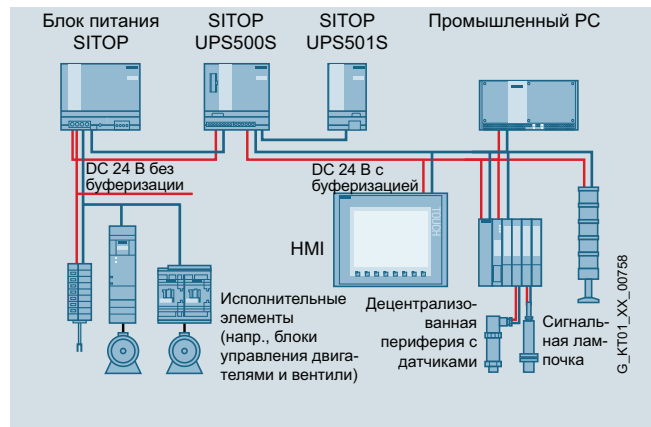 Блок питания
SITOP
SITOP
UPS500S
SITOP
UPS501S
Промышленный PC
DC 24 В без
буферизации
DC 24 В с
буферизацией
TOUCH
HMI
Исполнительные
элементы
(напр., блоки
управления двига-
телями и вентили)
Децентрализо-
ванная
периферия с
датчиками
Сигналь-
ная лам-
почка
G_KT01_XX_00758